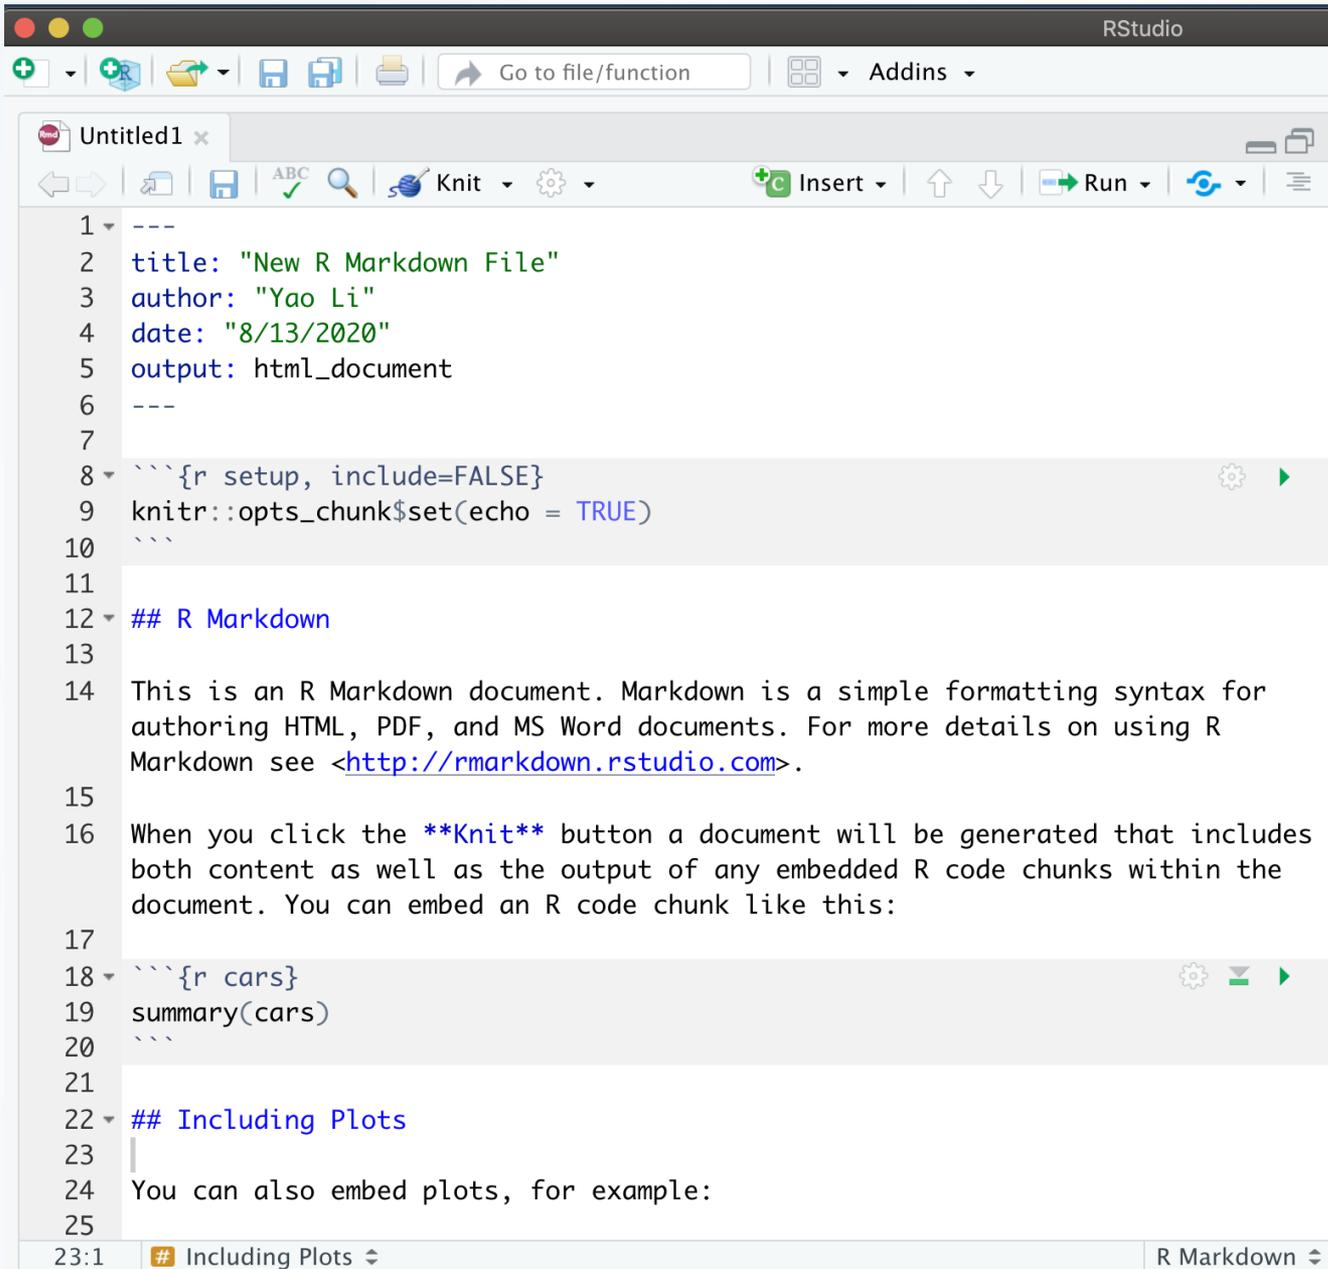 RStudio
Go to file/function
Addins
Rmd
Untitled1
ABC
Knit
Insert
Run
1 ---
2 title: "New R Markdown File"
3 author: "Yao Li"
4 date: "8/13/2020"
5 output: html_document
6 ---
7
8 ```{r setup, include=FALSE}
9 knitr::opts_chunk$set(echo = TRUE)
10 ```
11
12 ## R Markdown
13
14 This is an R Markdown document. Markdown is a simple formatting syntax for
authoring HTML, PDF, and MS Word documents. For more details on using R
Markdown see <http://rmarkdown.rstudio.com>.
15
16 When you click the **Knit** button a document will be generated that includes
both content as well as the output of any embedded R code chunks within the
document. You can embed an R code chunk like this:
17
18 ```{r cars}
19 summary(cars)
20 ```
21
22 ## Including Plots
23
24 You can also embed plots, for example:
25
23:1 # Including Plots R Markdown